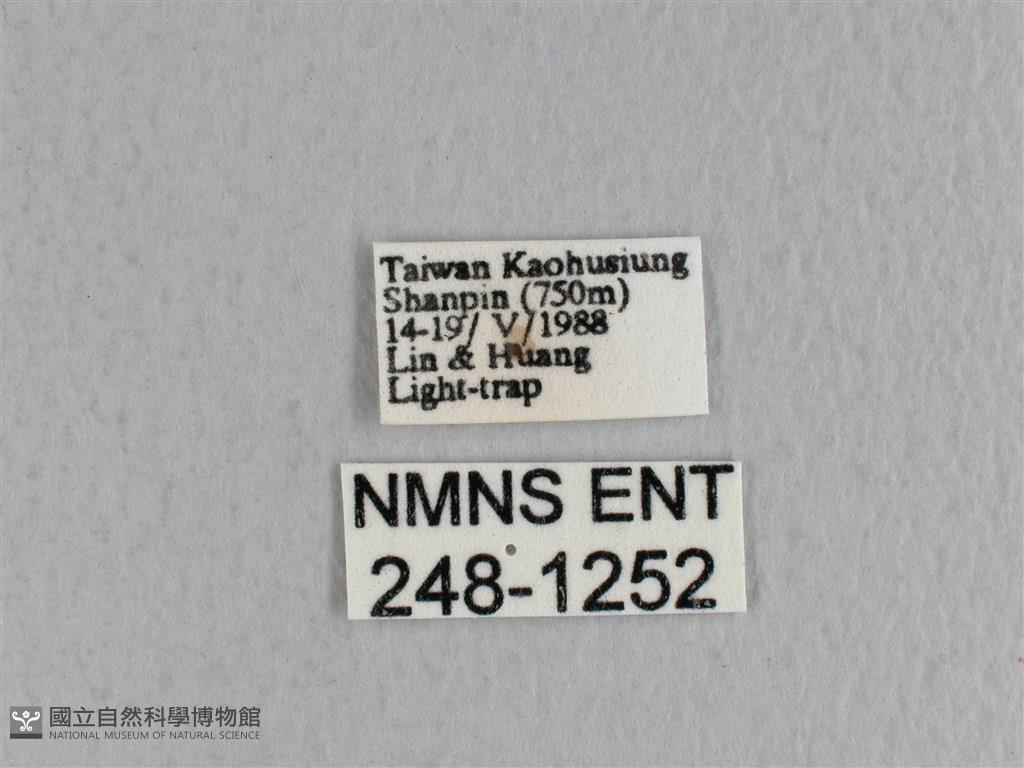 Taiwan Kaohusiung
Shanpin (750m)
14-19/ V/1988
Lin & Huang
Light-trap
NMNS ENT
248-1252
國立自然科學博物館
NATIONAL MUSEUM OF NATURAL SCIENCE